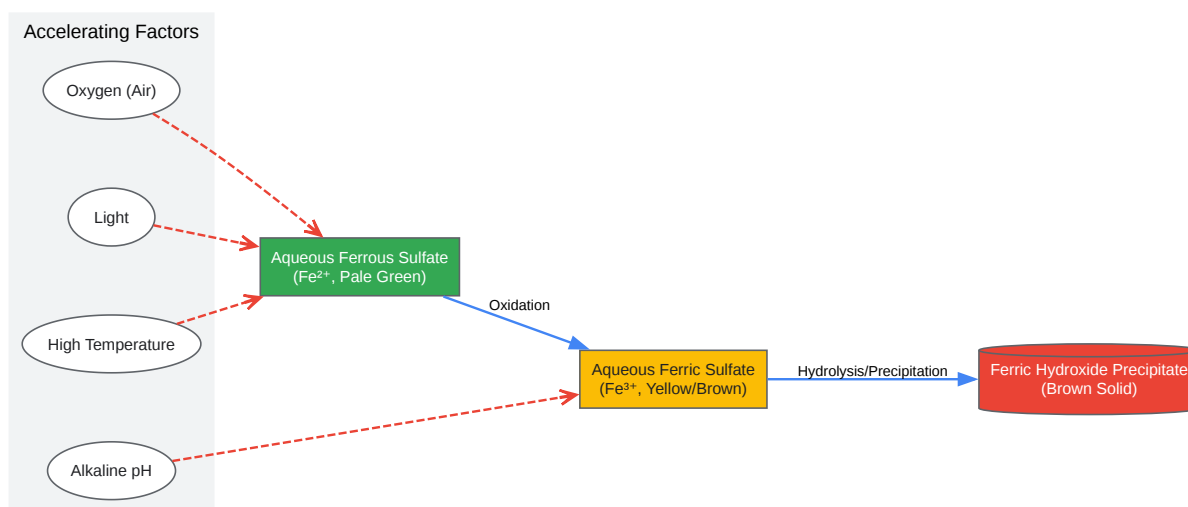 Accelerating Factors
Oxygen (Air)
Light
High Temperature
Alkaline pH
Aqueous Ferrous Sulfate
(Fe²⁺, Pale Green)
Oxidation
Aqueous Ferric Sulfate
(Fe³⁺, Yellow/Brown)
Hydrolysis/Precipitation
Ferric Hydroxide Precipitate
(Brown Solid)